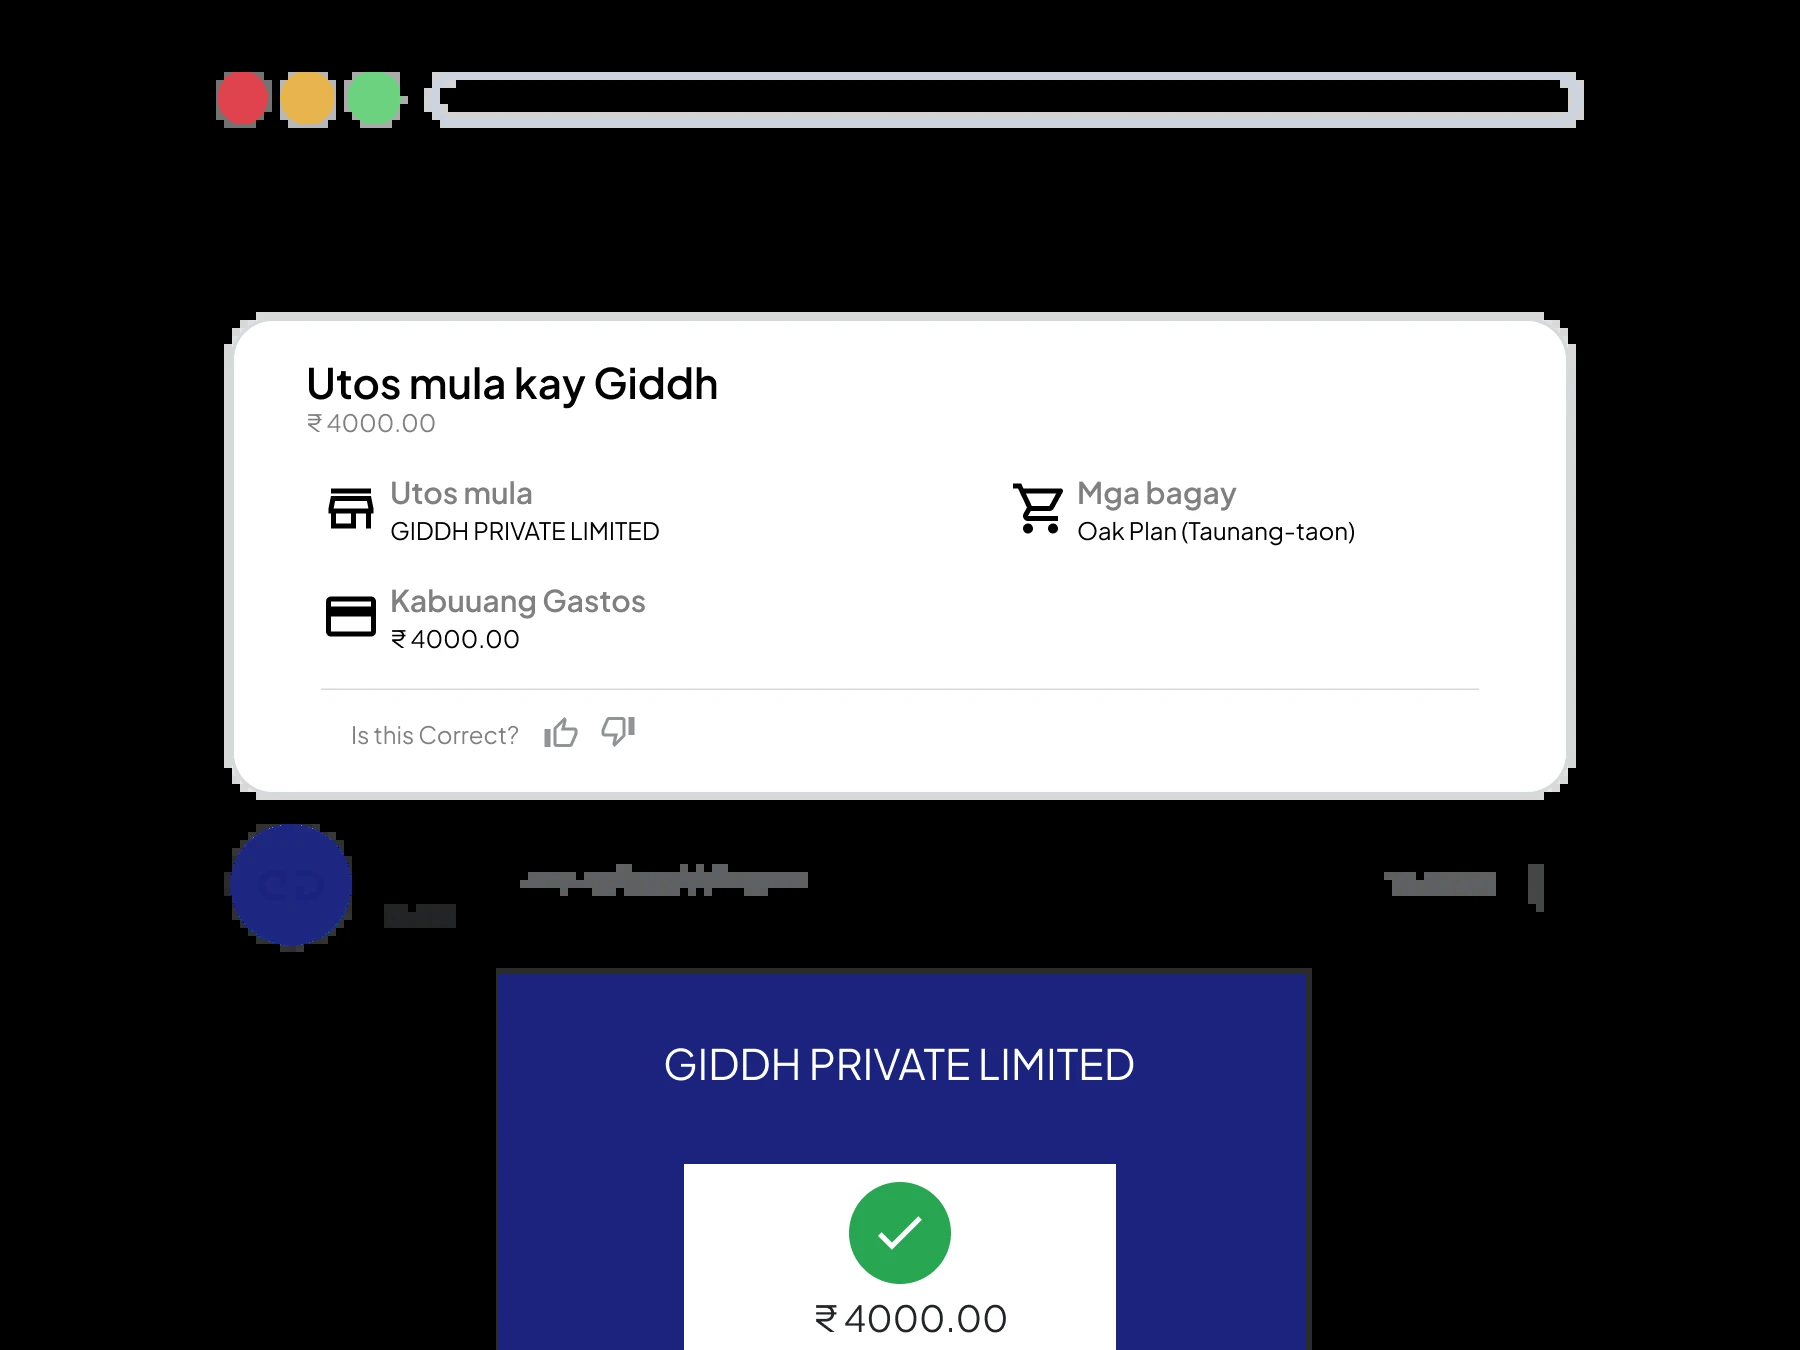 Utos mula kay Giddh
₹4000.00
Utos mula
GIDDH PRIVATE LIMITED
Mga bagay
Oak Plan (Taunang-taon)
Kabuuang Gastos
₹4000.00
Is this Correct?
GIDDH PRIVATE LIMITED
₹4000.00